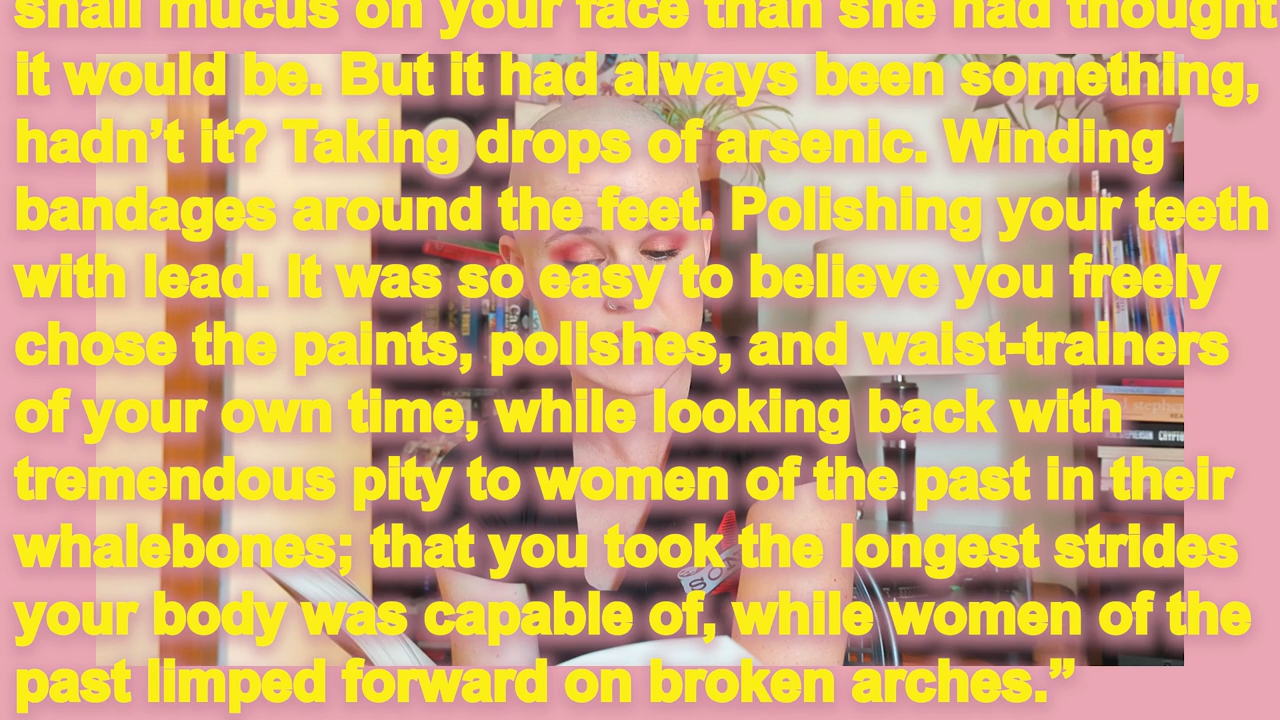 snail mucus on your face than she had thought
it would be. But it had always been something,
hadn’t it? Taking drops of arsenic. Winding
bandages around the feet. Polishing your teeth
with lead. It was so easy to believe you freely
chose the paints, polishes, and waist-trainers
of your own time, while looking back with
tremendous pity to women of the past in their
whalebones; that you took the longest strides
your body was capable of, while women of the
past limped forward on broken arches.”